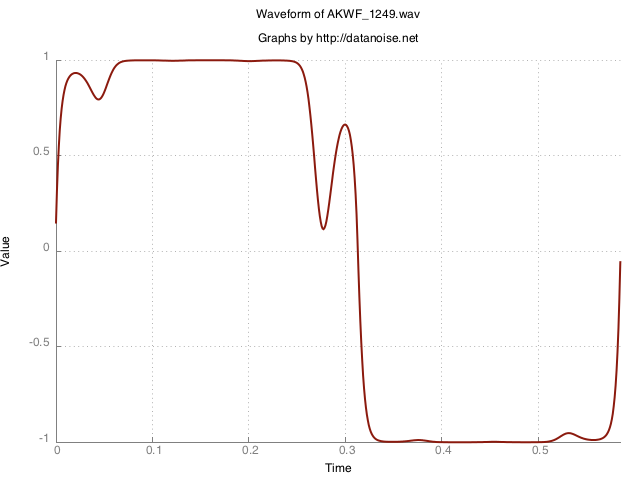 Waveform of AKWF_1249.wav
Graphs by http://datanoise.net
1
0.5
0
-0.5
-1
Value
0 0.1 0.2 0.3 0.4 0.5
Time